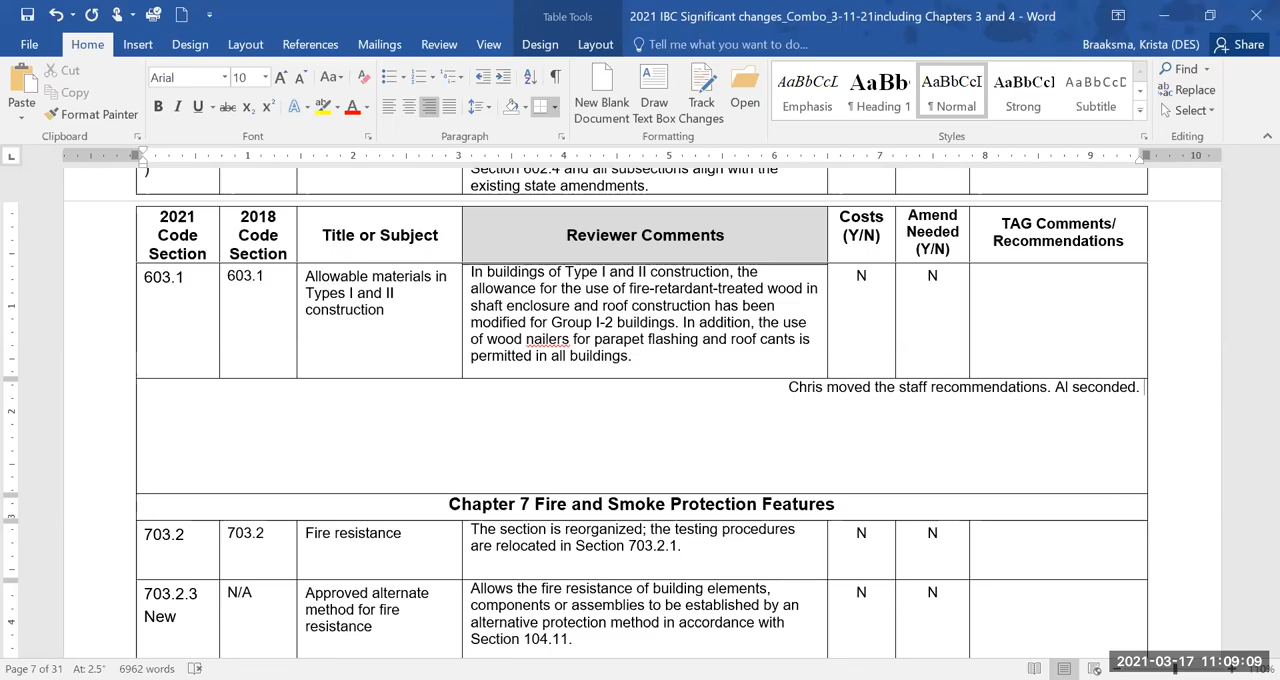 Table Tools
2021 IBC Significant changes_Combo_3-11-21including Chapters 3 and 4 - Word
File
Home
Insert
Design
Layout
References
Mailings
Review
View
Design
Layout
Tell me what you want to do...
Braaksma, Krista (DES)
Share
Paste
Cut
Copy
Format Painter
Clipboard
Arial
10
Font
Paragraph
New Blank Document
Draw Text Box
Track Changes
Open
Formatting
AaBbCcL
Emphasis
AaBb
¶ Heading 1
AaBbCcI
¶ Normal
AaBbCcI
Strong
AaBbCcD
Subtitle
Styles
Find
Replace
Select
Editing
1 2 3 4 5 6 7 8 9 10
)
Section 602.4 and all subsections align with the
existing state amendments.
2021 Code Section
2018 Code Section
Title or Subject
Reviewer Comments
Costs (Y/N)
Amend Needed (Y/N)
TAG Comments/ Recommendations
603.1
603.1
Allowable materials in
Types I and II
construction
In buildings of Type I and II construction, the
allowance for the use of fire-retardant-treated wood in
shaft enclosure and roof construction has been
modified for Group I-2 buildings. In addition, the use
of wood nailers for parapet flashing and roof cants is
permitted in all buildings.
N
N
Chris moved the staff recommendations. Al seconded.
Chapter 7 Fire and Smoke Protection Features
703.2
703.2
Fire resistance
The section is reorganized; the testing procedures
are relocated in Section 703.2.1.
N
N
703.2.3
New
N/A
Approved alternate
method for fire
resistance
Allows the fire resistance of building elements,
components or assemblies to be established by an
alternative protection method in accordance with
Section 104.11.
N
N
Page 7 of 31
At: 2.5"
6962 words
2021-03-17 11:09:09